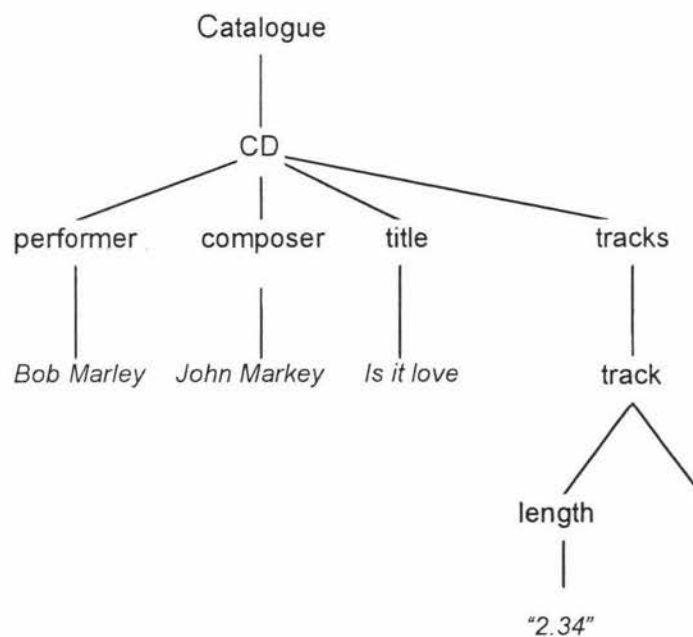 Catalogue
CD
performer composer title tracks
Bob Marley John Markey Is it love track
length
“2.34”